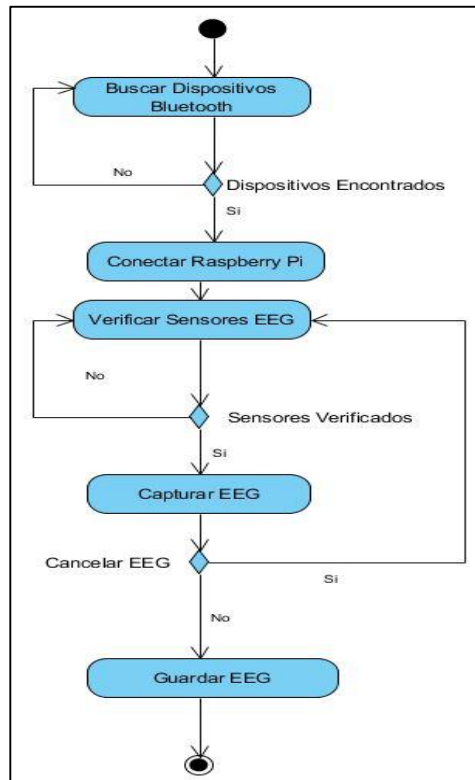 Buscar Dispositivos
Bluetooth
No
Dispositivos Encontrados
Si
Conectar Raspberry Pi
Verificar Sensores EEG
No
Sensores Verificados
Si
Capturar EEG
Cancelar EEG
Si
No
Guardar EEG